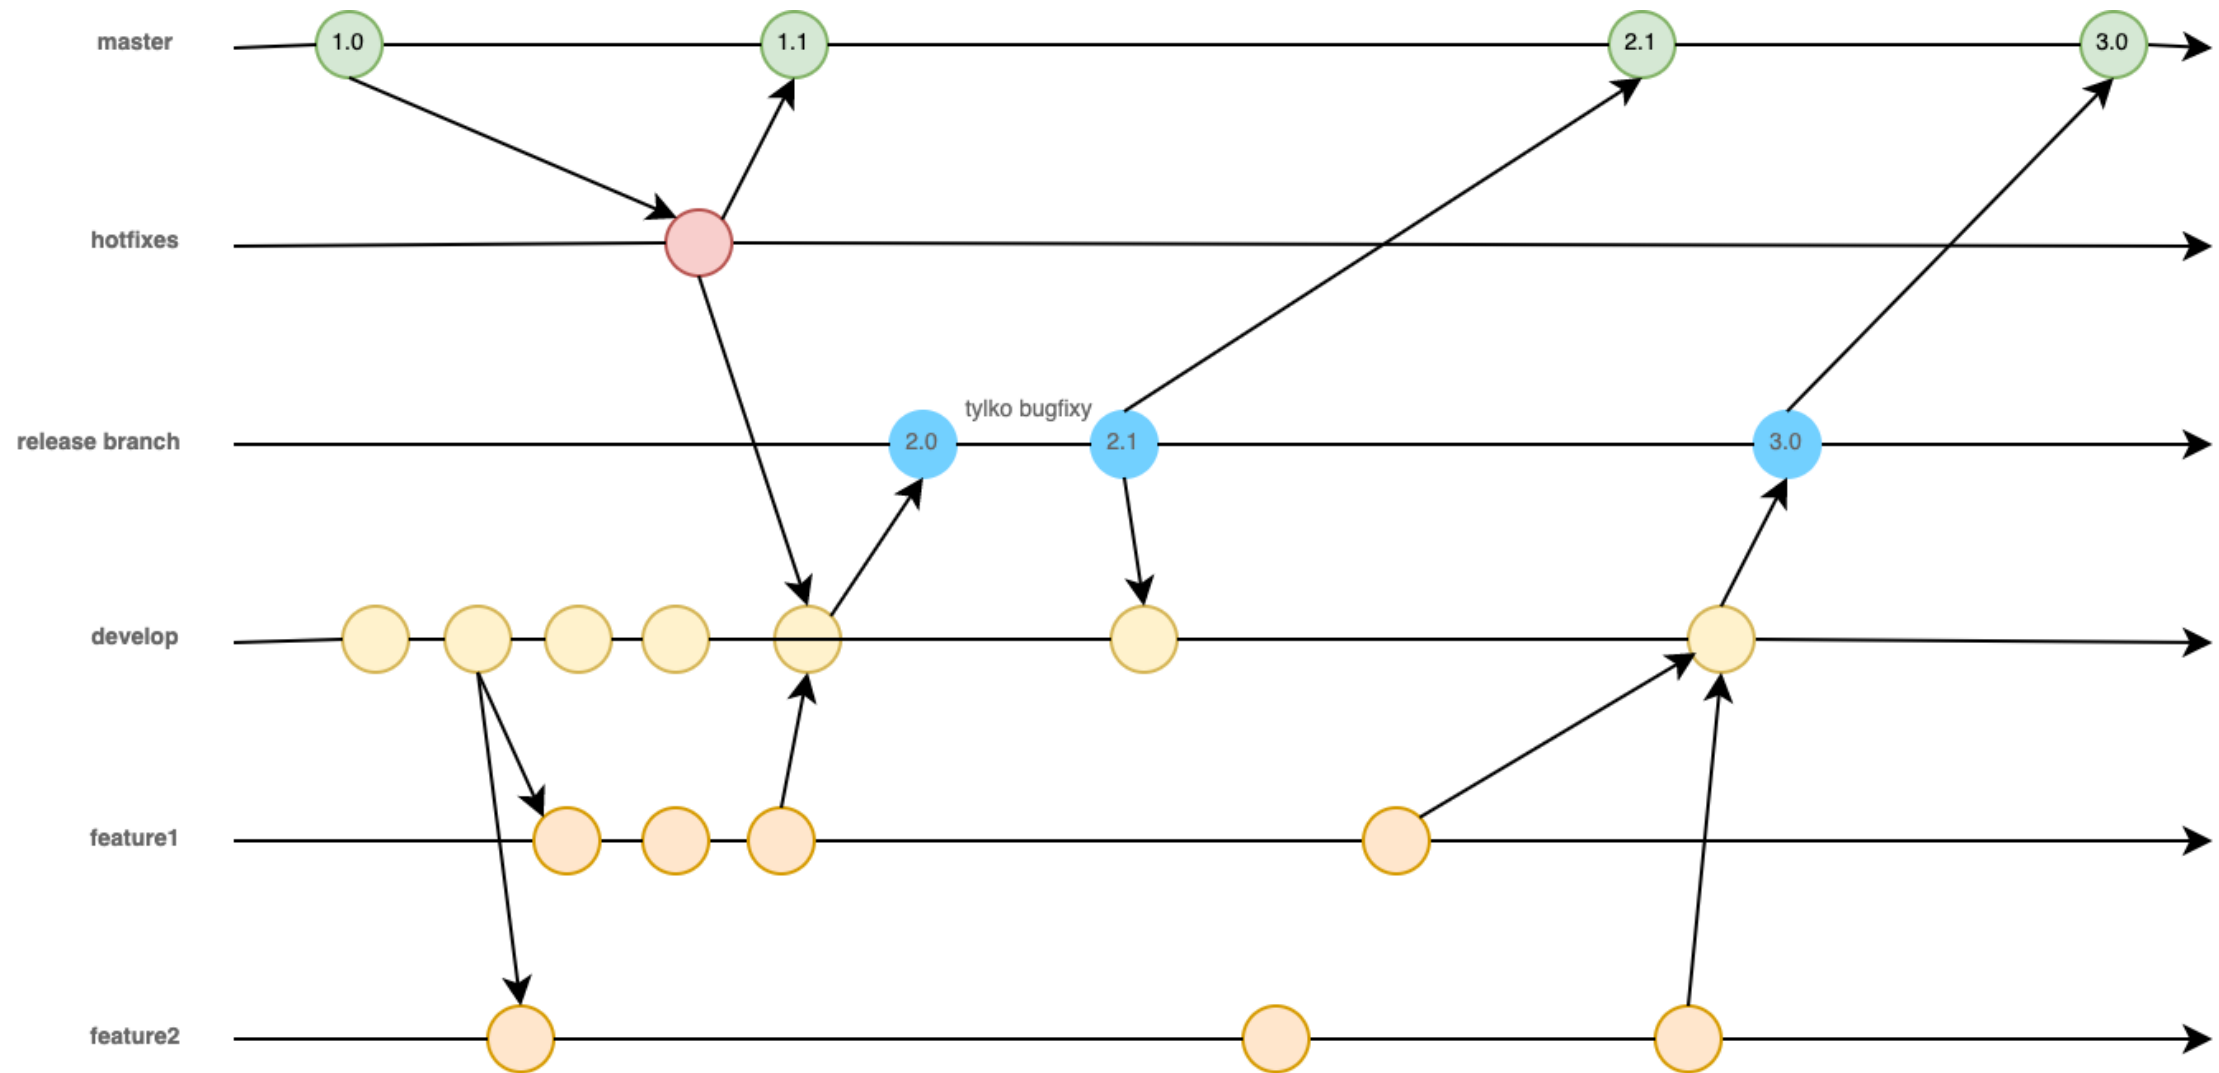 master
1.0
1.1
2.1
3.0
hotfixes
tylko bugfixy
release branch
2.0
2.1
3.0
develop
feature1
feature2